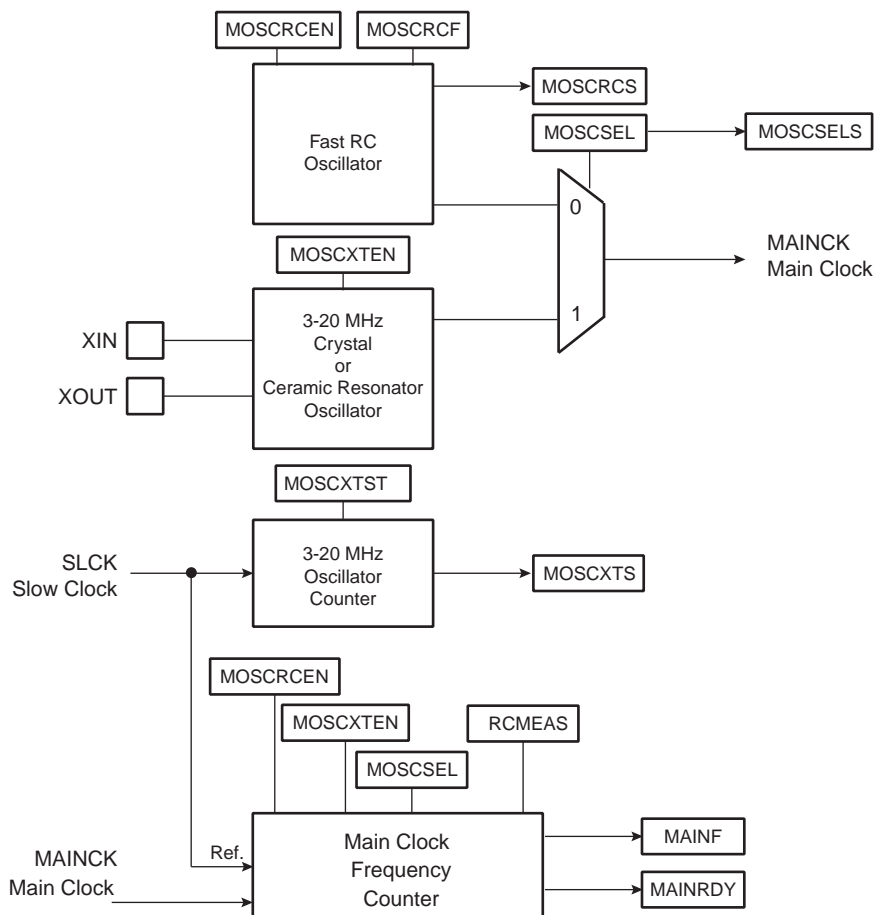 MOSCRCEN
MOSCRCF
MOSCRCS
MOSCSEL
MOSCSELS
Fast RC
Oscillator
0
MAINCK
Main Clock
MOSCXTEN
3-20 MHz
Crystal
or
Ceramic Resonator
Oscillator
1
XIN
XOUT
MOSCXTST
SLCK
Slow Clock
3-20 MHz
Oscillator
Counter
MOSCXTS
MOSCRCEN
MOSCXTEN
RCMEAS
MOSCSEL
MAINCK
Main Clock
Ref.
Main Clock
Frequency
Counter
MAINF
MAINRDY